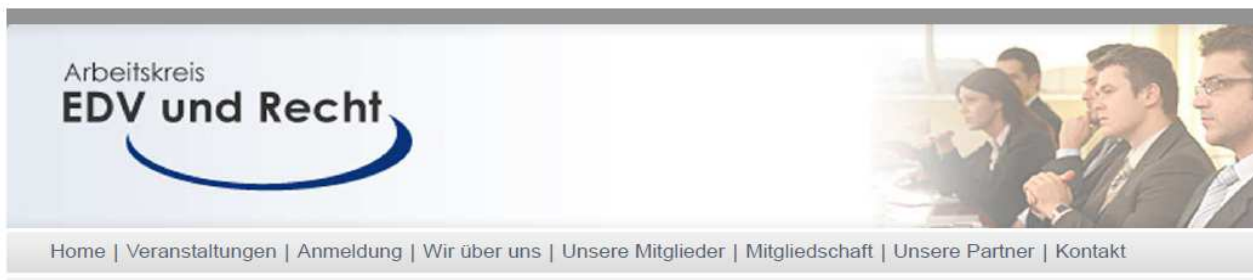 Arbeitskreis
EDV und Recht
Home | Veranstaltungen | Anmeldung | Wir über uns | Unsere Mitglieder | Mitgliedschaft | Unsere Partner | Kontakt